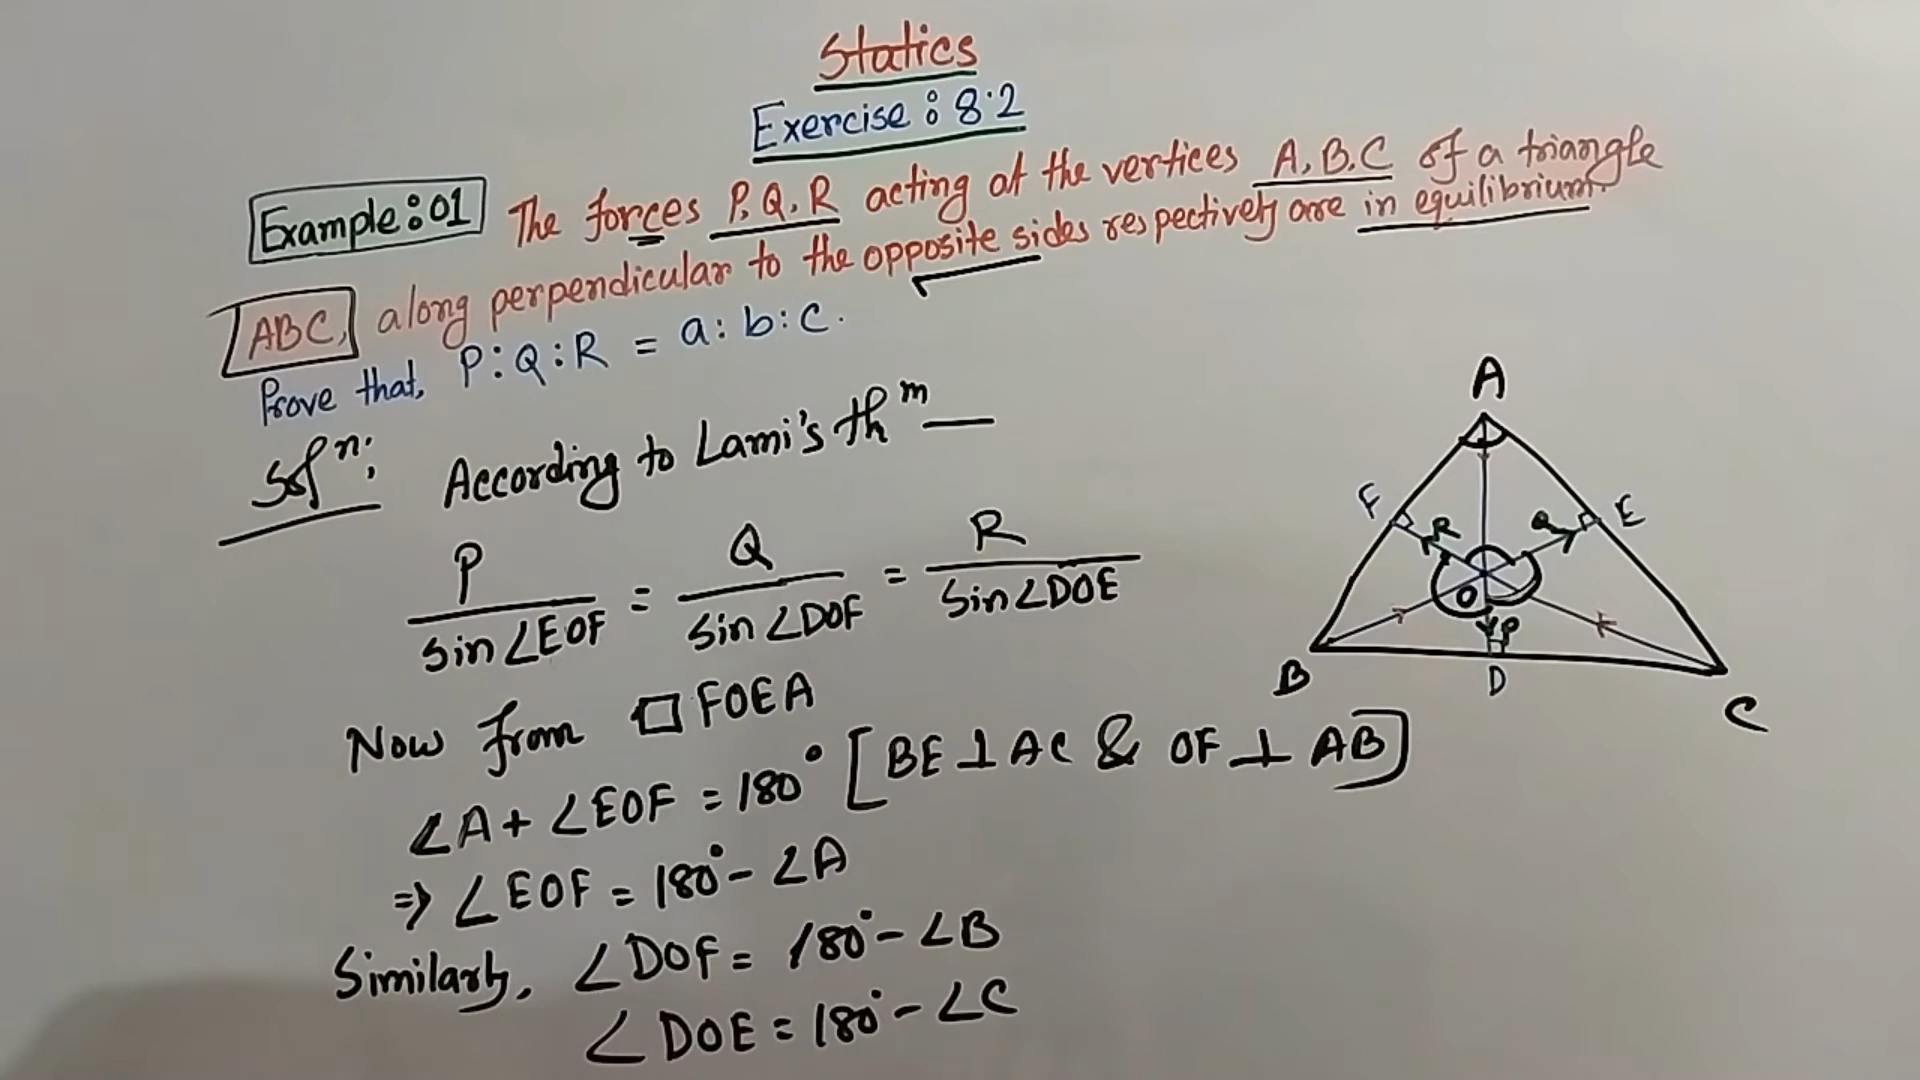 Statics
Exercise : 8.2
Example : 01 The forces P, Q, R acting at the vertices A, B, C of a triangle
ABC, along perpendicular to the opposite sides respectively are in equilibrium.
Prove that, P : Q : R = a : b : c.
Solⁿ: According to Lami's thᵐ —
P / Sin∠EOF = Q / Sin∠DOF = R / Sin∠DOE
Now from □ FOEA
∠A + ∠EOF = 180° [BE ⊥ AC & OF ⊥ AB]
⇒ ∠EOF = 180° - ∠A
Similarly, ∠DOF = 180° - ∠B
∠DOE = 180° - ∠C
A
F R Q E
O
P
B D C